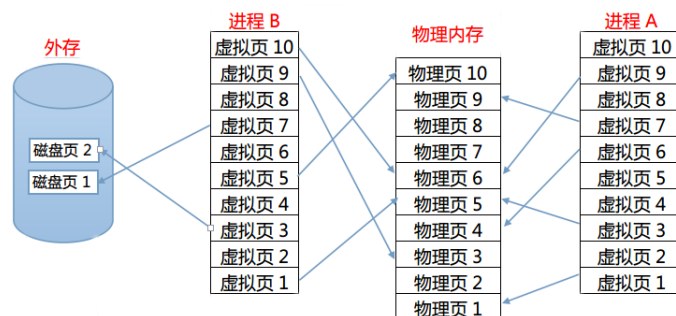 外存
磁盘页 2
磁盘页 1
进程 B
虚拟页 10
虚拟页 9
虚拟页 8
虚拟页 7
虚拟页 6
虚拟页 5
虚拟页 4
虚拟页 3
虚拟页 2
虚拟页 1
物理内存
物理页 10
物理页 9
物理页 8
物理页 7
物理页 6
物理页 5
物理页 4
物理页 3
物理页 2
物理页 1
进程 A
虚拟页 10
虚拟页 9
虚拟页 8
虚拟页 7
虚拟页 6
虚拟页 5
虚拟页 4
虚拟页 3
虚拟页 2
虚拟页 1